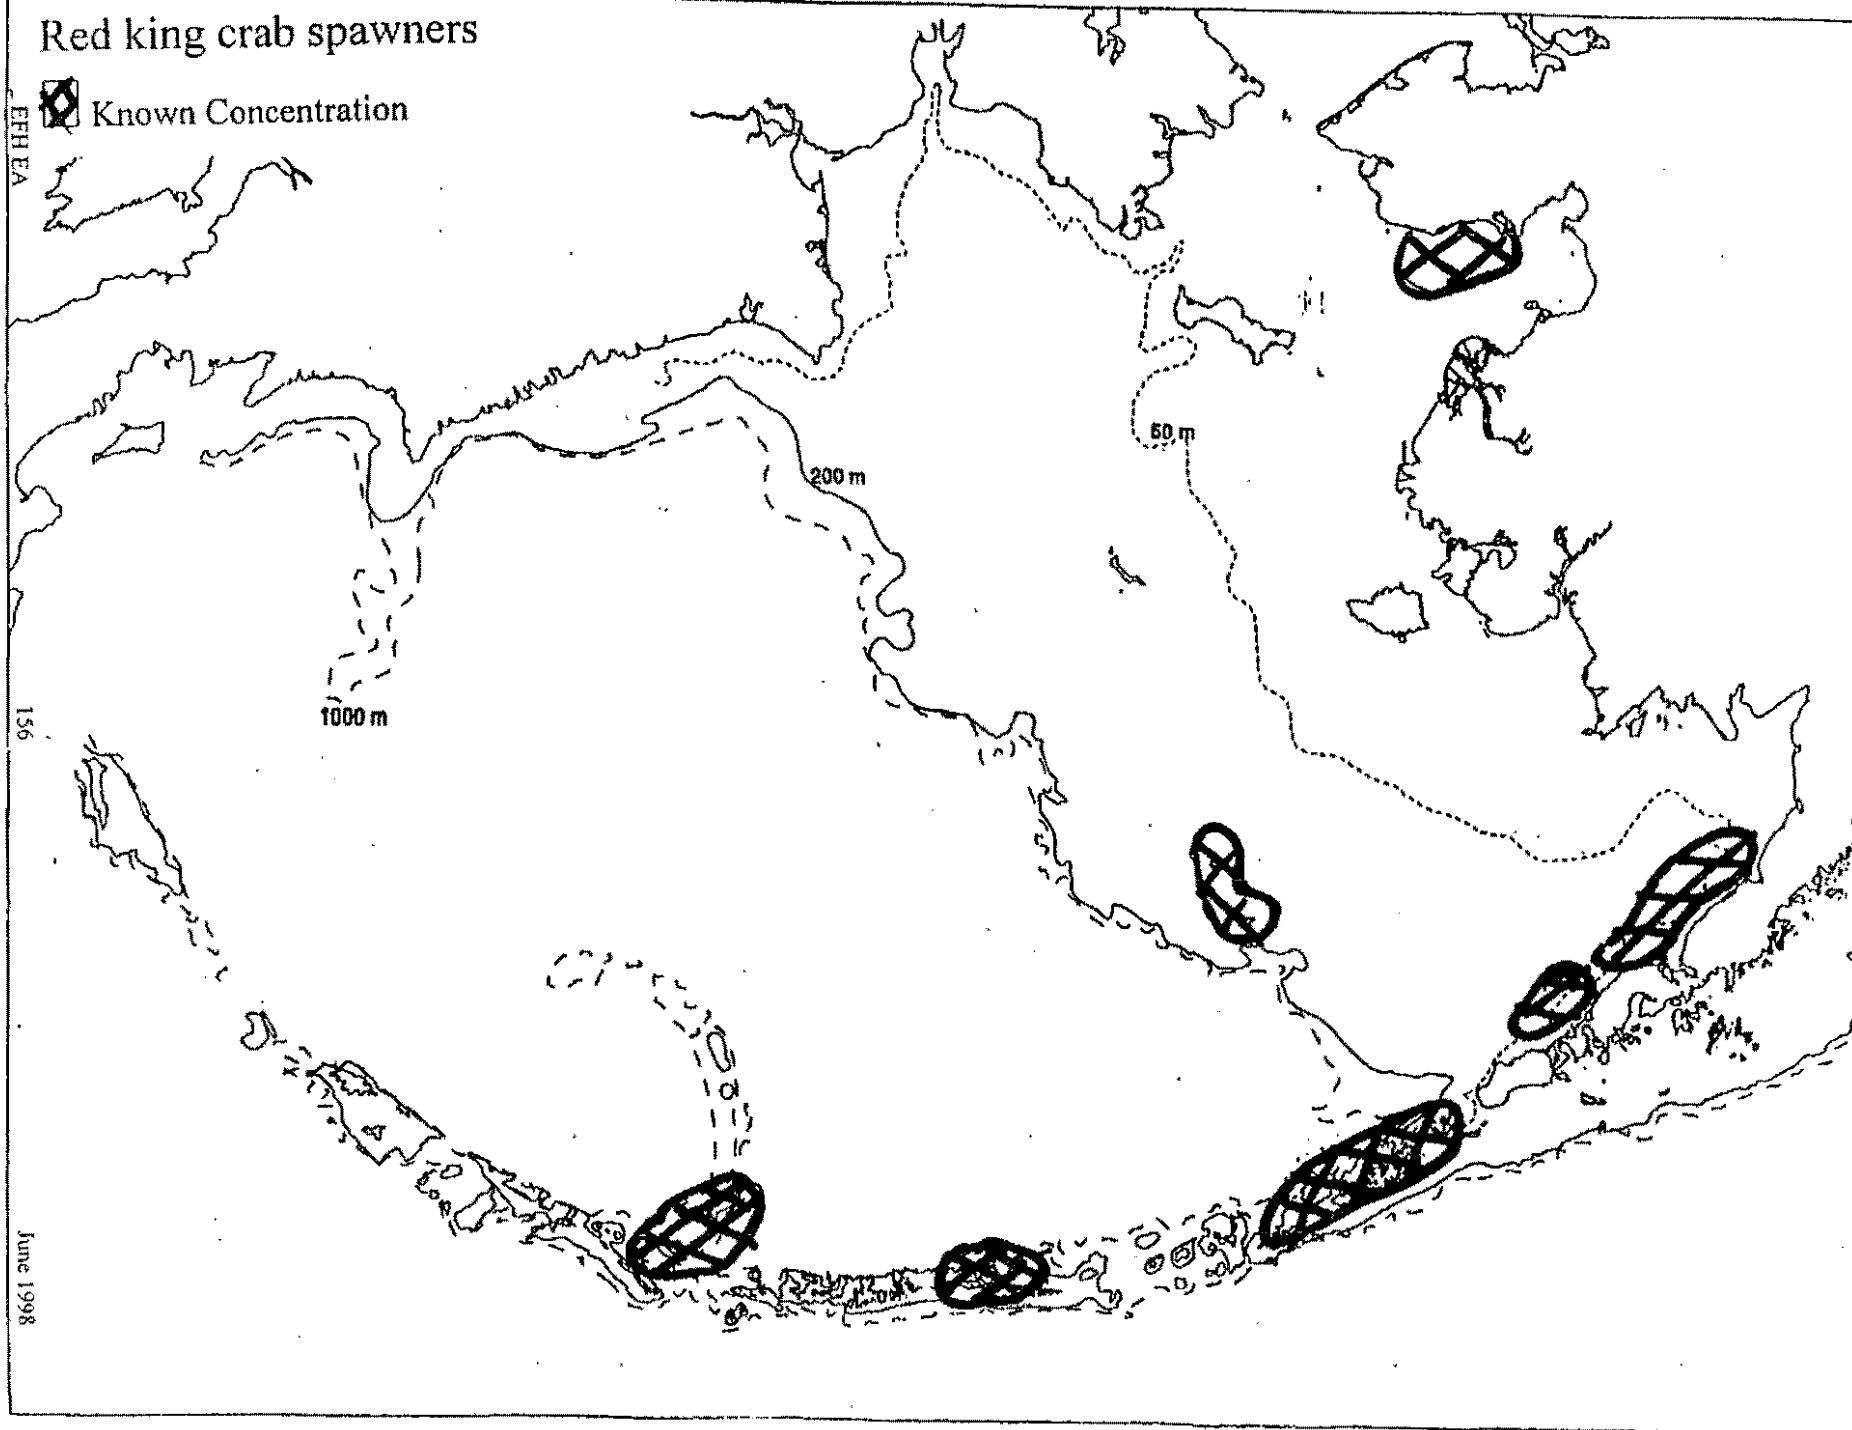 Red king crab spawners
Known Concentration
EFH EA
156
June 1998
50 m
200 m
1000 m